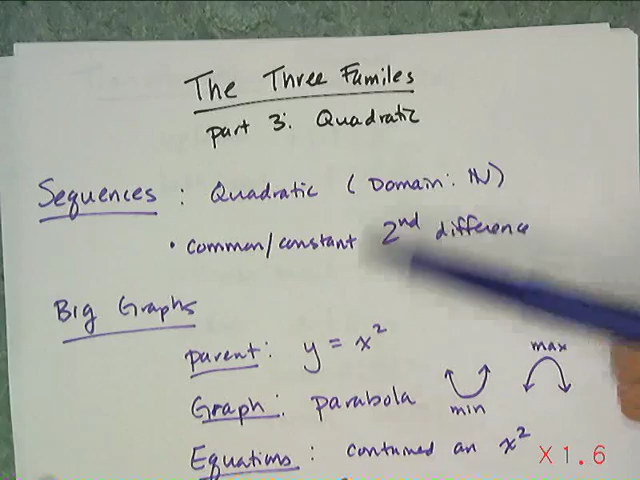 The Three Familes
part 3: Quadratic
Sequences : Quadratic (Domain: ℕ)
• common/constant 2nd difference
Big Graphs
parent: y = x²
Graph: parabola min max
Equations: contained an x²
X1.6